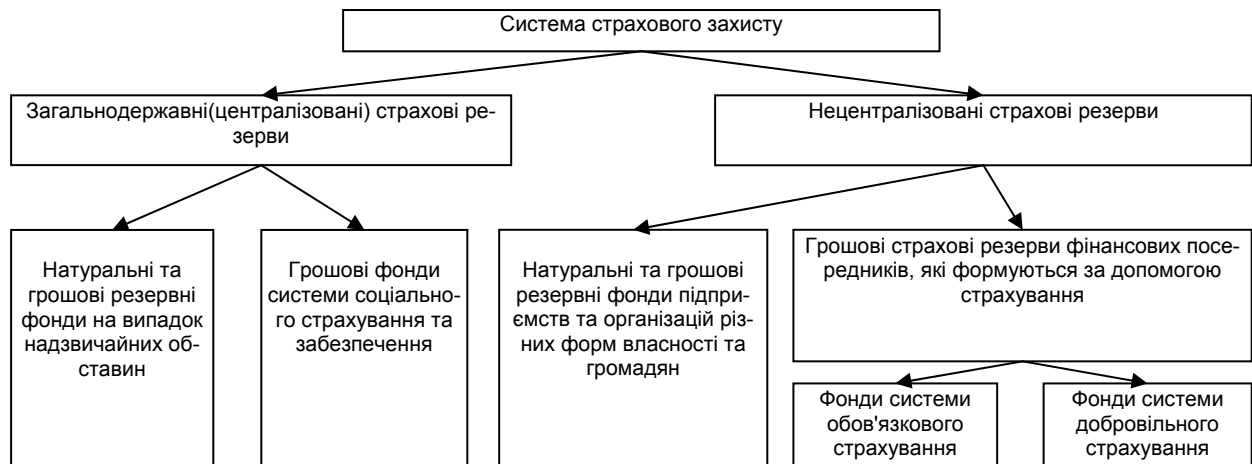 Система страхового захисту
Загальнодержавні(централізовані) страхові ре-
зерви
Нецентралізовані страхові резерви
Натуральні та
грошові резервні
фонди на випадок
надзвичайних об-
ставин
Грошові фонди
системи соціально-
го страхування та
забезпечення
Натуральні та грошові
резервні фонди підпри-
ємств та організацій різ-
них форм власності та
громадян
Грошові страхові резерви фінансових посе-
редників, які формуються за допомогою
страхування
Фонди системи
обов'язкового
страхування
Фонди системи
добровільного
страхування